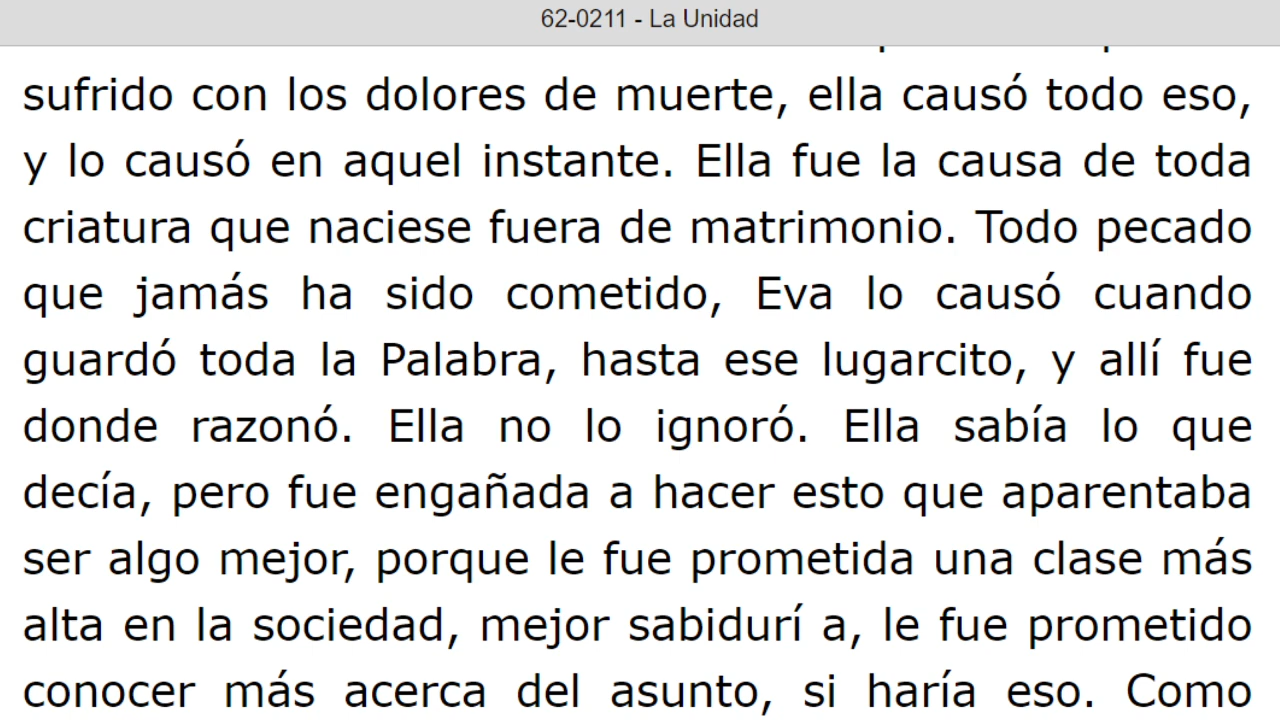 62-0211 - La Unidad
sufrido con los dolores de muerte, ella causó todo eso,
y lo causó en aquel instante. Ella fue la causa de toda
criatura que naciese fuera de matrimonio. Todo pecado
que jamás ha sido cometido, Eva lo causó cuando
guardó toda la Palabra, hasta ese lugarcito, y allí fue
donde razonó. Ella no lo ignoró. Ella sabía lo que
decía, pero fue engañada a hacer esto que aparentaba
ser algo mejor, porque le fue prometida una clase más
alta en la sociedad, mejor sabidurí a, le fue prometido
conocer más acerca del asunto, si haría eso. Como